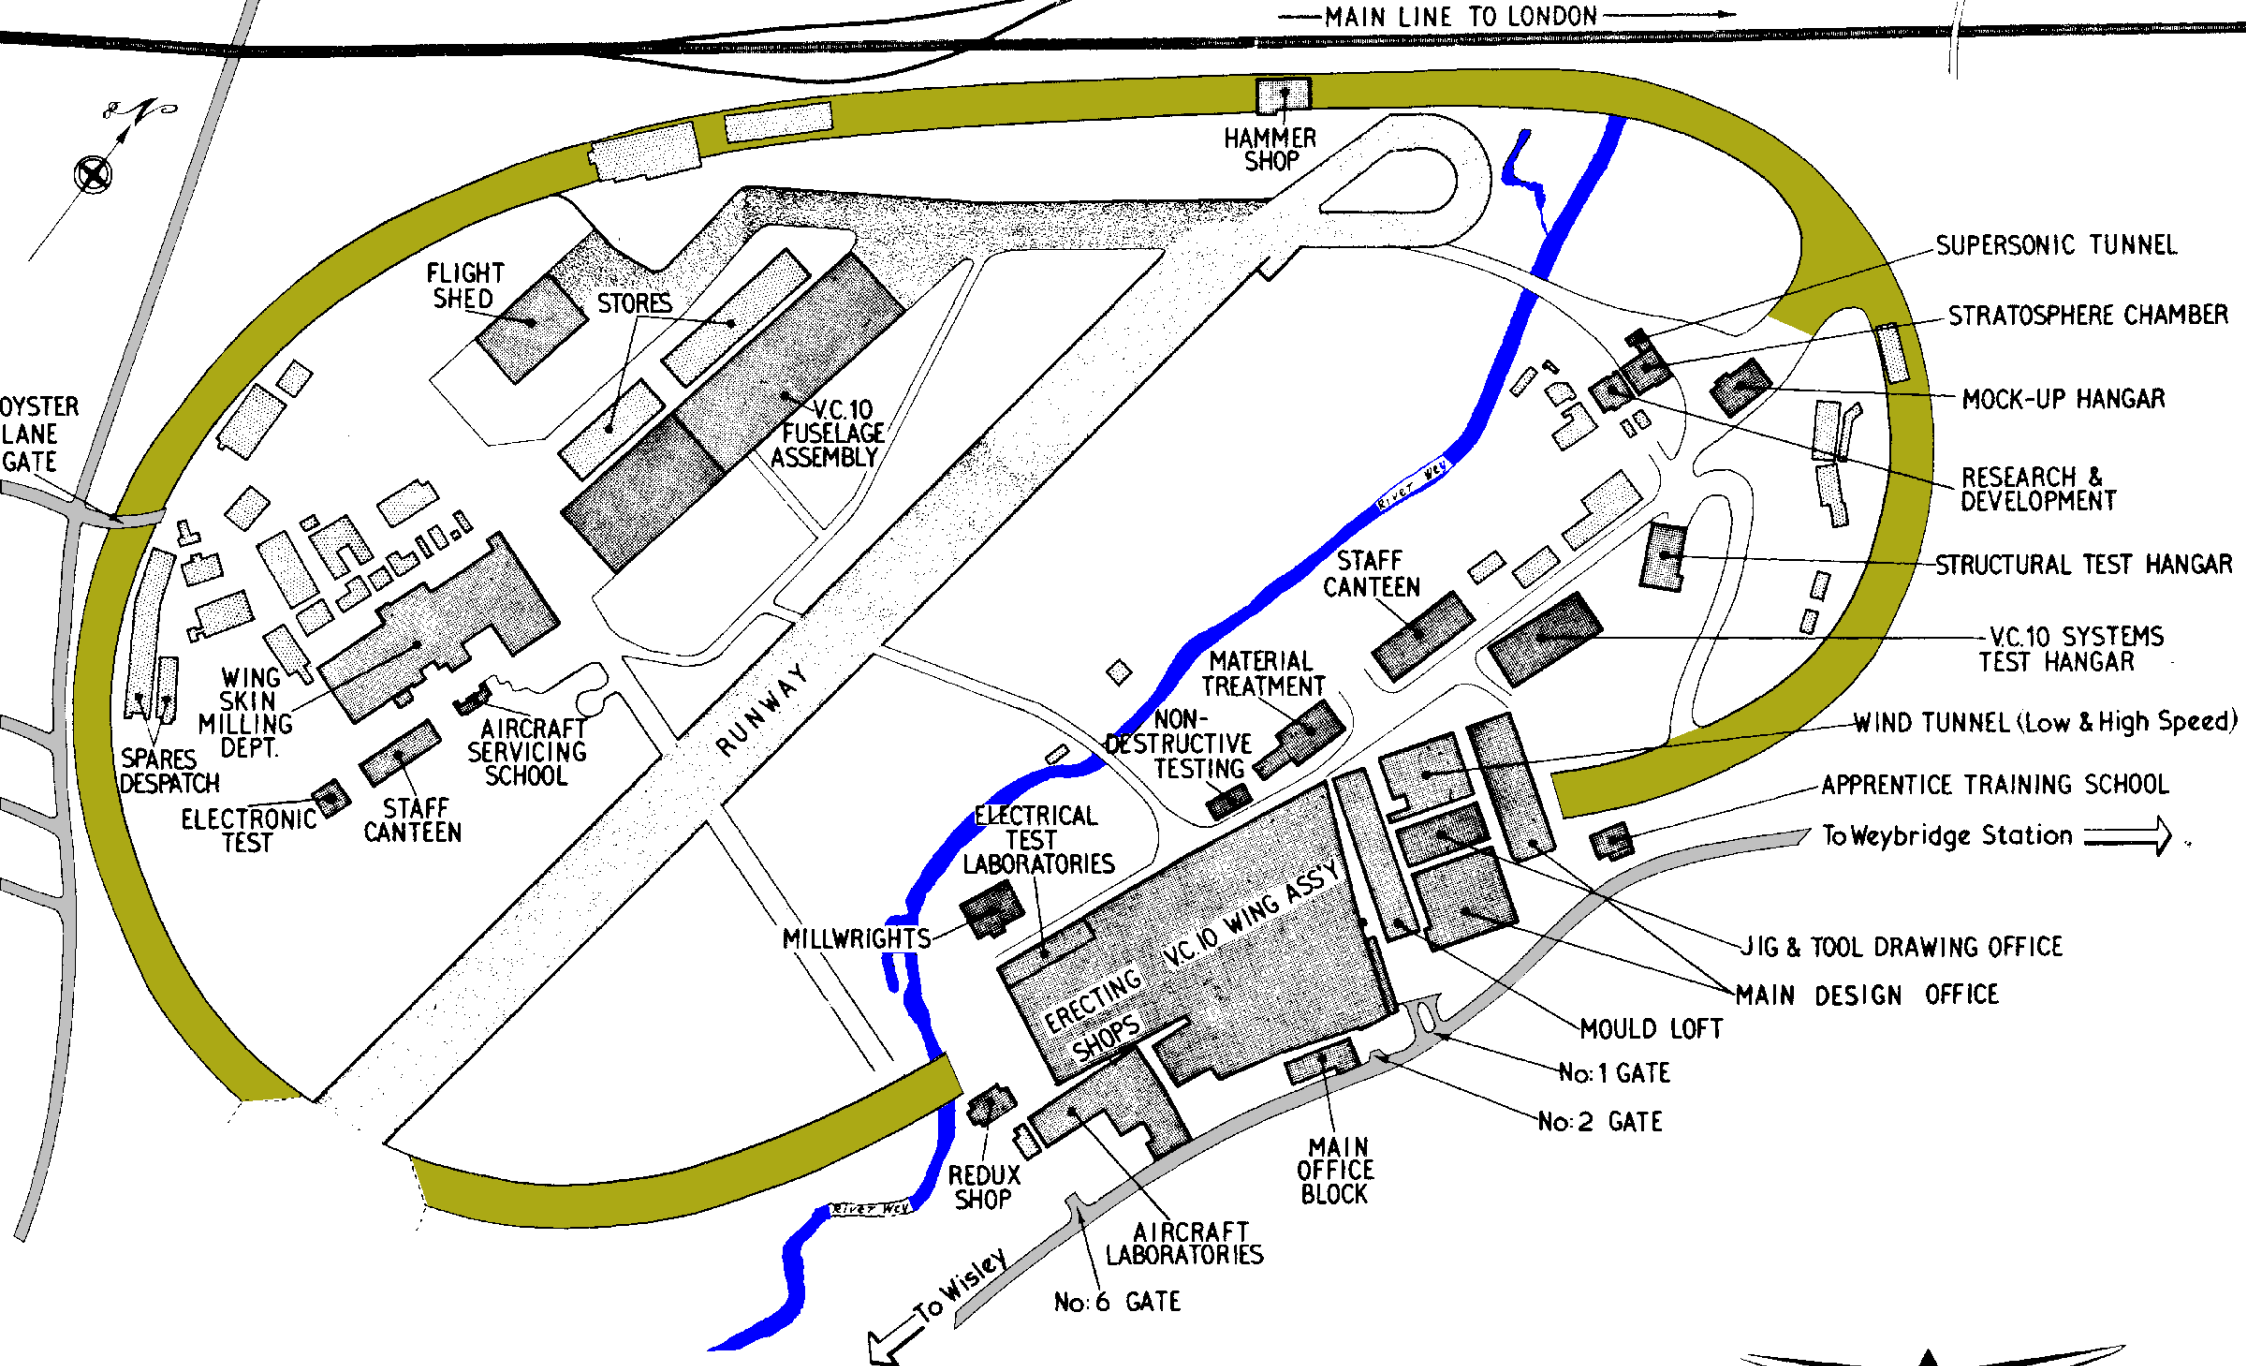 MAIN LINE TO LONDON
N
HAMMER
SHOP
SUPERSONIC TUNNEL
FLIGHT
SHED
STORES
STRATOSPHERE CHAMBER
OYSTER
LANE
GATE
V.C.10
FUSELAGE
ASSEMBLY
MOCK-UP HANGAR
River Wey
RESEARCH &
DEVELOPMENT
STAFF
CANTEEN
STRUCTURAL TEST HANGAR
V.C.10 SYSTEMS
TEST HANGAR
MATERIAL
TREATMENT
WING
SKIN
MILLING
DEPT.
RUNWAY
AIRCRAFT
SERVICING
SCHOOL
NON-
DESTRUCTIVE
TESTING
WIND TUNNEL (Low & High Speed)
SPARES
DESPATCH
APPRENTICE TRAINING SCHOOL
ELECTRONIC
TEST
STAFF
CANTEEN
ELECTRICAL
TEST
LABORATORIES
To Weybridge Station
V.C.10 WING ASS'Y
MILLWRIGHTS
JIG & TOOL DRAWING OFFICE
ERECTING
SHOPS
MAIN DESIGN OFFICE
MOULD LOFT
No: 1 GATE
No: 2 GATE
MAIN
OFFICE
BLOCK
REDUX
SHOP
River Wey
AIRCRAFT
LABORATORIES
To Wisley
No: 6 GATE